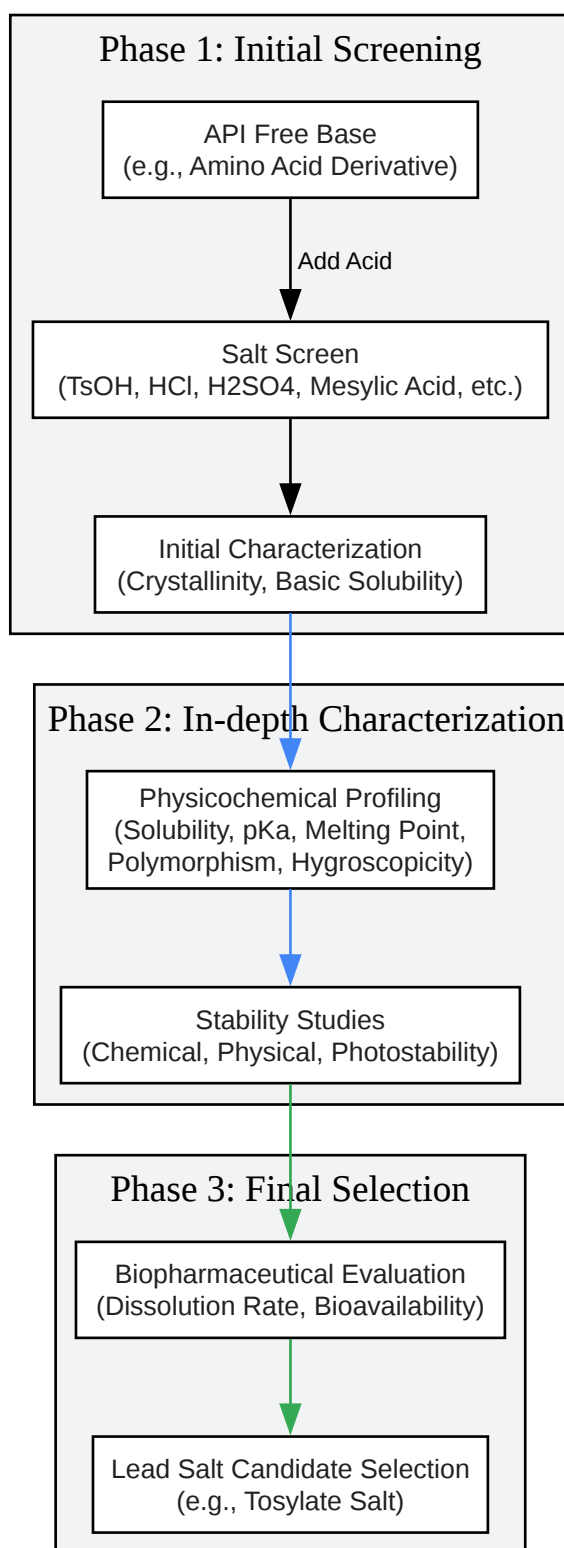 Phase 1: Initial Screening
API Free Base
(e.g., Amino Acid Derivative)
Add Acid
Salt Screen
(TsOH, HCl, H2SO4, Mesylic Acid, etc.)
Initial Characterization
(Crystallinity, Basic Solubility)
Phase 2: In-depth Characterization
Physicochemical Profiling
(Solubility, pKa, Melting Point,
Polymorphism, Hygroscopicity)
Stability Studies
(Chemical, Physical, Photostability)
Phase 3: Final Selection
Biopharmaceutical Evaluation
(Dissolution Rate, Bioavailability)
Lead Salt Candidate Selection
(e.g., Tosylate Salt)